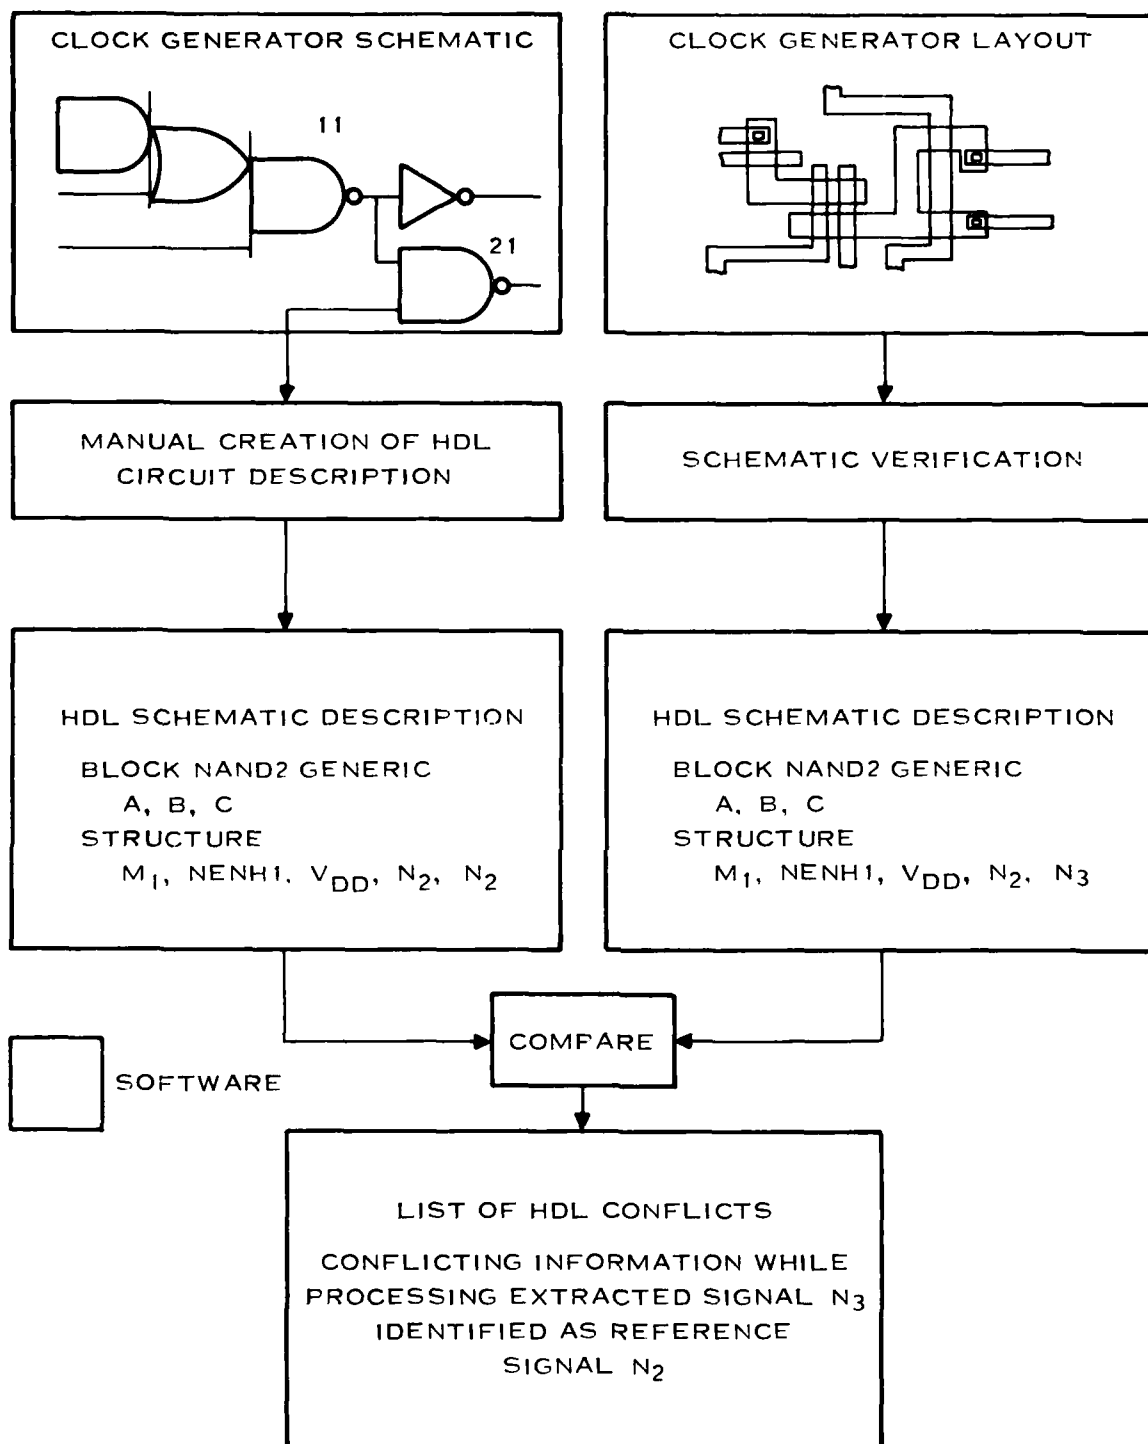 CLOCK GENERATOR SCHEMATIC
11
21
CLOCK GENERATOR LAYOUT
MANUAL CREATION OF HDL
CIRCUIT DESCRIPTION
SCHEMATIC VERIFICATION
HDL SCHEMATIC DESCRIPTION
BLOCK NAND2 GENERIC
A, B, C
STRUCTURE
M1, NENH1, VDD, N2, N2
HDL SCHEMATIC DESCRIPTION
BLOCK NAND2 GENERIC
A, B, C
STRUCTURE
M1, NENH1, VDD, N2, N3
COMPARE
SOFTWARE
LIST OF HDL CONFLICTS
CONFLICTING INFORMATION WHILE
PROCESSING EXTRACTED SIGNAL N3
IDENTIFIED AS REFERENCE
SIGNAL N2